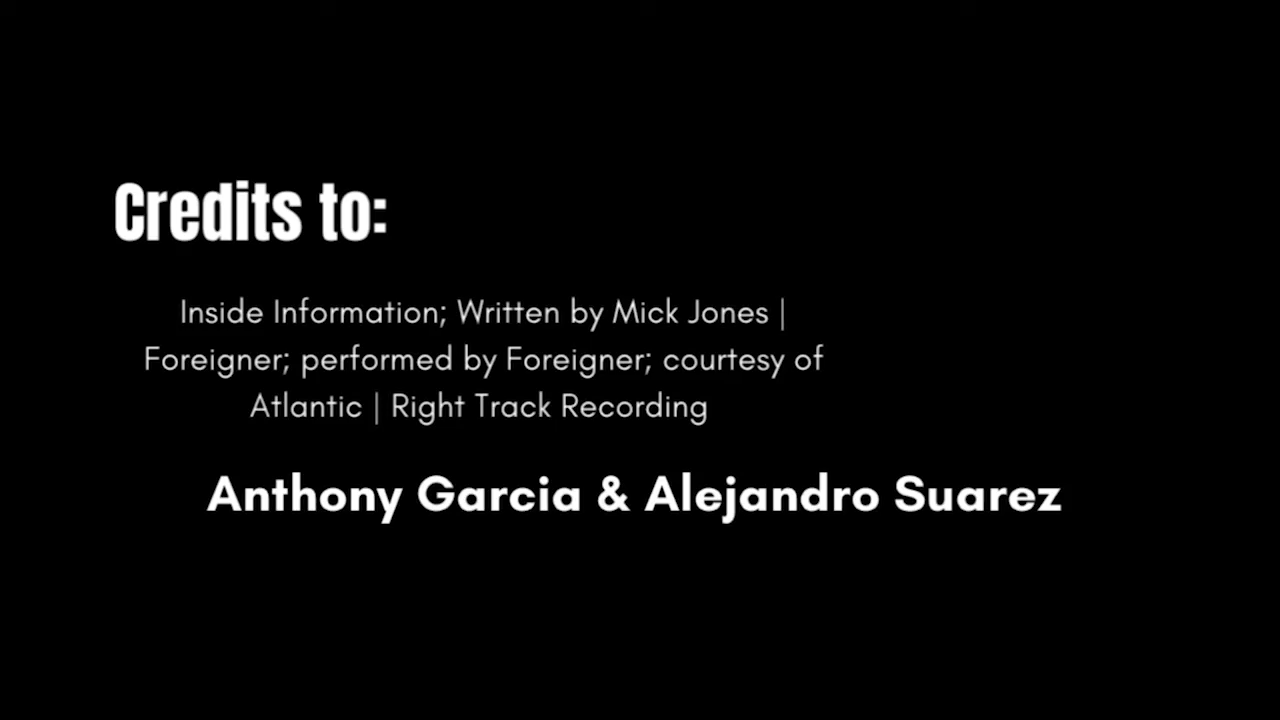 Credits to:
Inside Information; Written by Mick Jones |
Foreigner; performed by Foreigner; courtesy of
Atlantic | Right Track Recording
Anthony Garcia & Alejandro Suarez